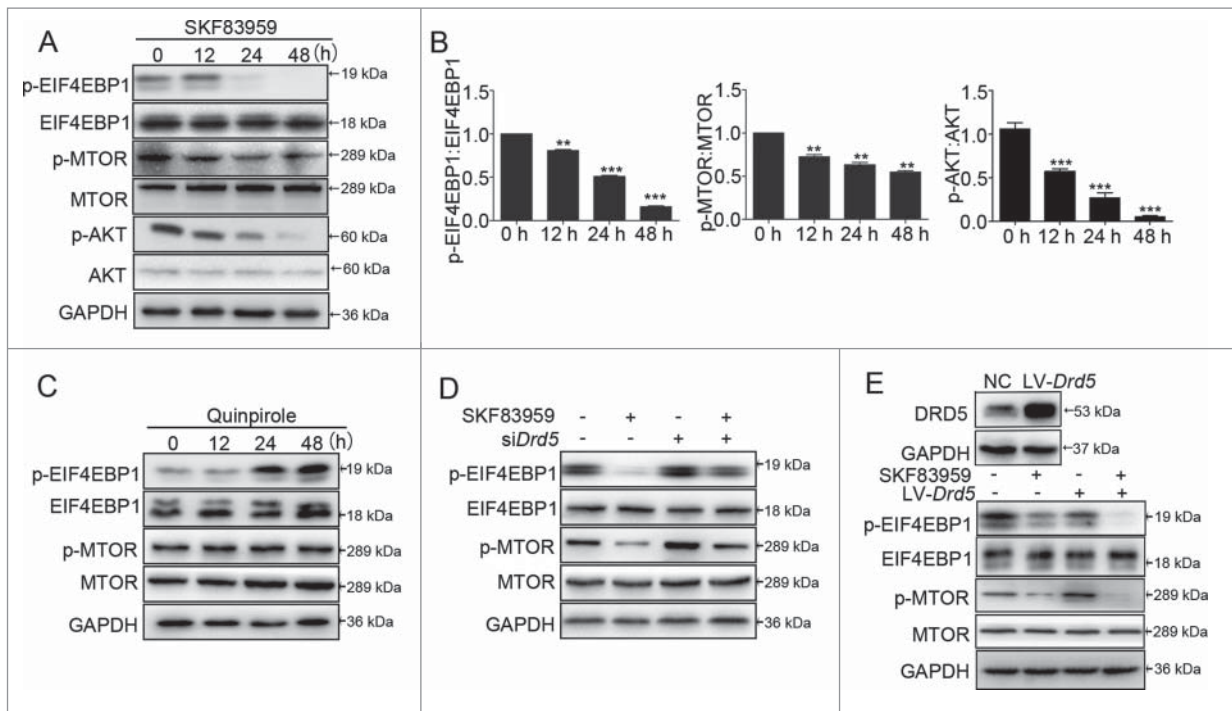 A
SKF83959
0 12 24 48 (h)
p-EIF4EBP1 ←19 kDa
EIF4EBP1 ←18 kDa
p-MTOR ←289 kDa
MTOR ←289 kDa
p-AKT ←60 kDa
AKT ←60 kDa
GAPDH ←36 kDa
B
p-EIF4EBP1:EIF4EBP1
1.5
1.0
0.5
0.0
** *** ***
0 h 12 h 24 h 48 h
p-MTOR:MTOR
1.5
1.0
0.5
0.0
** ** **
0 h 12 h 24 h 48 h
p-AKT:AKT
1.5
1.0
0.5
0.0
*** *** ***
0 h 12 h 24 h 48 h
C
Quinpirole
0 12 24 48 (h)
p-EIF4EBP1 ←19 kDa
EIF4EBP1 ←18 kDa
p-MTOR ←289 kDa
MTOR ←289 kDa
GAPDH ←36 kDa
D
SKF83959 - + - +
siDrd5 - - + +
p-EIF4EBP1 ←19 kDa
EIF4EBP1 ←18 kDa
p-MTOR ←289 kDa
MTOR ←289 kDa
GAPDH ←36 kDa
E
NC LV-Drd5
DRD5 ←53 kDa
GAPDH ←37 kDa
SKF83959 - + - +
LV-Drd5 - - + +
p-EIF4EBP1 ←19 kDa
EIF4EBP1 ←18 kDa
p-MTOR ←289 kDa
MTOR ←289 kDa
GAPDH ←36 kDa